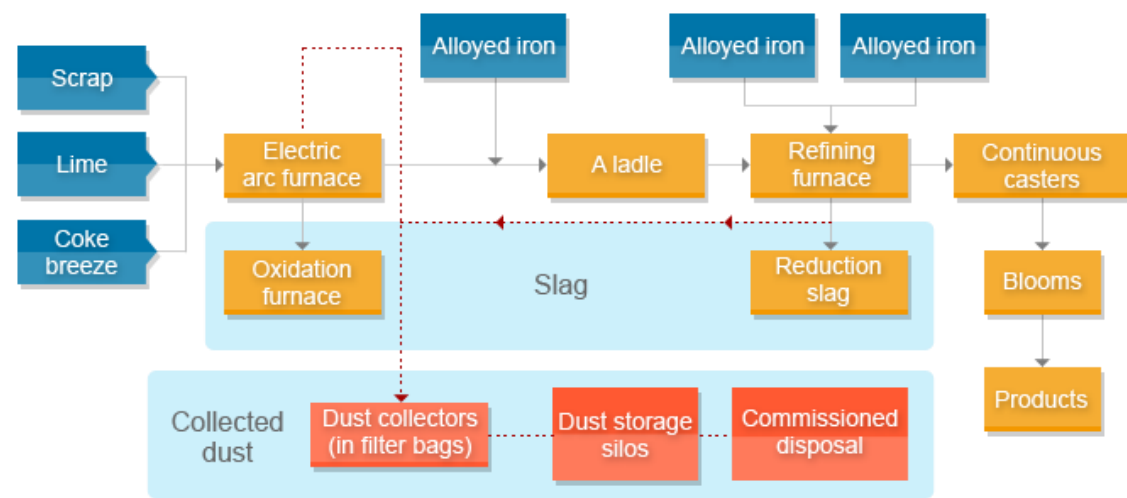 Alloyed iron
Alloyed iron
Alloyed iron
Scrap
Lime
Coke
breeze
Electric
arc furnace
A ladle
Refining
furnace
Continuous
casters
Oxidation
furnace
Slag
Reduction
slag
Blooms
Products
Collected
dust
Dust collectors
(in filter bags)
Dust storage
silos
Commissioned
disposal